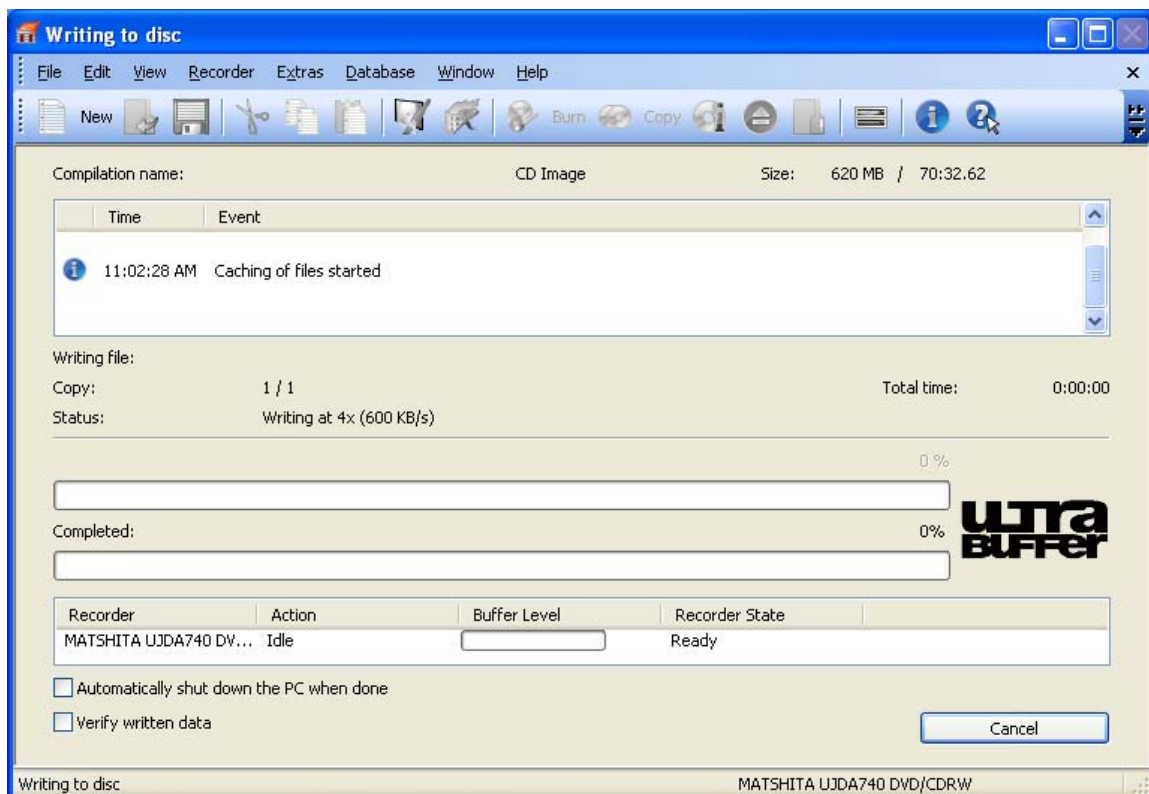 Writing to disc
File Edit View Recorder Extras Database Window Help
New Burn Copy
Compilation name: CD Image Size: 620 MB / 70:32.62
Time Event
11:02:28 AM Caching of files started
Writing file:
Copy: 1 / 1 Total time: 0:00:00
Status: Writing at 4x (600 KB/s)
0 %
Completed: 0%
ultra
BUFFer
Recorder Action Buffer Level Recorder State
MATSHITA UJDA740 DV... Idle Ready
Automatically shut down the PC when done
Verify written data
Cancel
Writing to disc MATSHITA UJDA740 DVD/CDRW